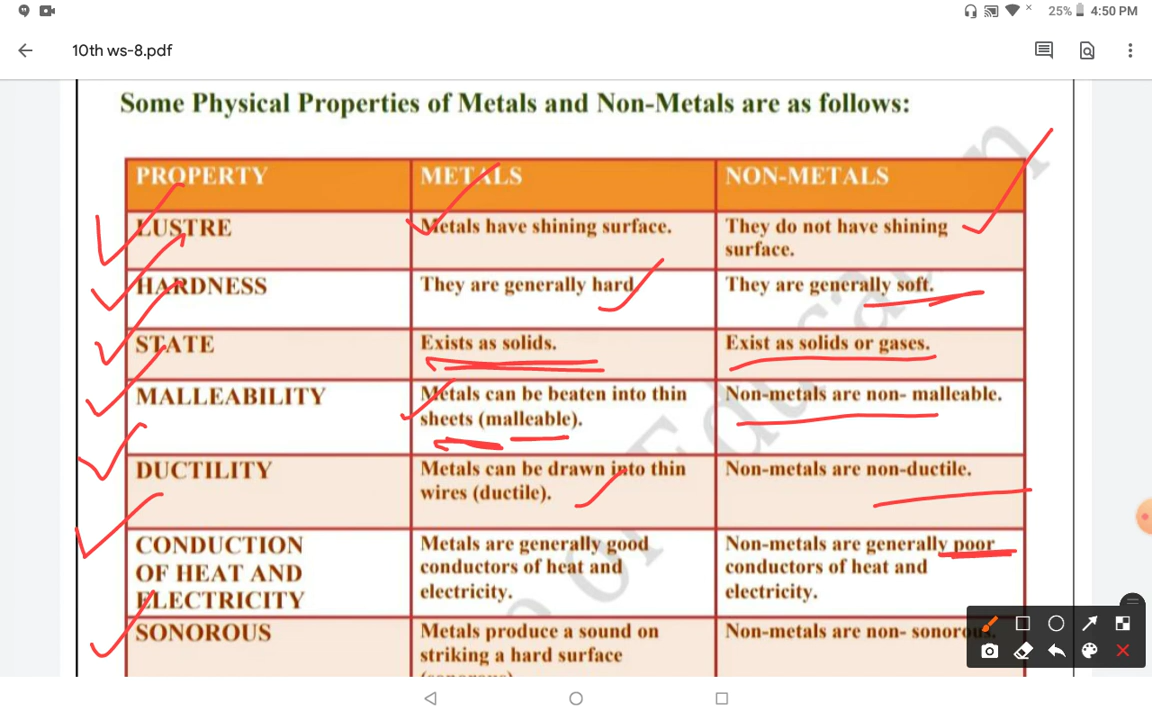 25% 4:50 PM
10th ws-8.pdf
Some Physical Properties of Metals and Non-Metals are as follows:
PROPERTY METALS NON-METALS
LUSTRE Metals have shining surface. They do not have shining
surface.
HARDNESS They are generally hard They are generally soft.
STATE Exists as solids. Exist as solids or gases.
MALLEABILITY Metals can be beaten into thin Non-metals are non- malleable.
sheets (malleable).
DUCTILITY Metals can be drawn into thin Non-metals are non-ductile.
wires (ductile).
CONDUCTION Metals are generally good Non-metals are generally poor
OF HEAT AND conductors of heat and conductors of heat and
ELECTRICITY electricity. electricity.
SONOROUS Metals produce a sound on Non-metals are non- sonorous.
striking a hard surface